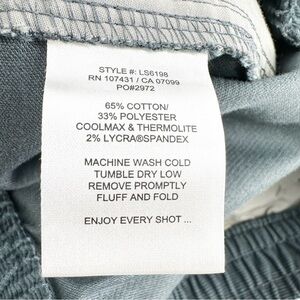 STYLE #: LS6198
RN 107431 / CA 07099
PO#2972
65% COTTON/
33% POLYESTER
COOLMAX & THERMOLITE
2% LYCRA®SPANDEX
MACHINE WASH COLD
TUMBLE DRY LOW
REMOVE PROMPTLY
FLUFF AND FOLD
ENJOY EVERY SHOT ...